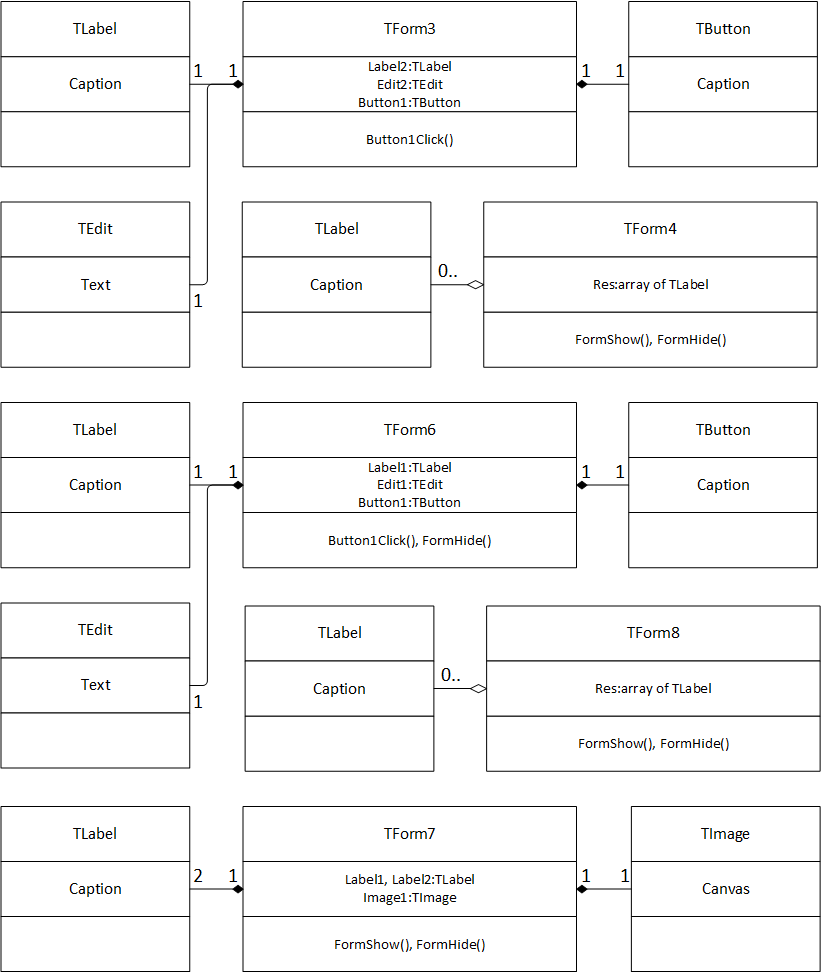 TLabel
TForm3
TButton
Caption
1
1
Label2:TLabel
Edit2:TEdit
Button1:TButton
1
1
Caption
Button1Click()
TEdit
TLabel
TForm4
Text
1
Caption
0..
Res:array of TLabel
FormShow(), FormHide()
TLabel
TForm6
TButton
Caption
1
1
Label1:TLabel
Edit1:TEdit
Button1:TButton
1
1
Caption
Button1Click(), FormHide()
TEdit
TLabel
TForm8
Text
1
Caption
0..
Res:array of TLabel
FormShow(), FormHide()
TLabel
TForm7
TImage
Caption
2
1
Label1, Label2:TLabel
Image1:TImage
1
1
Canvas
FormShow(), FormHide()